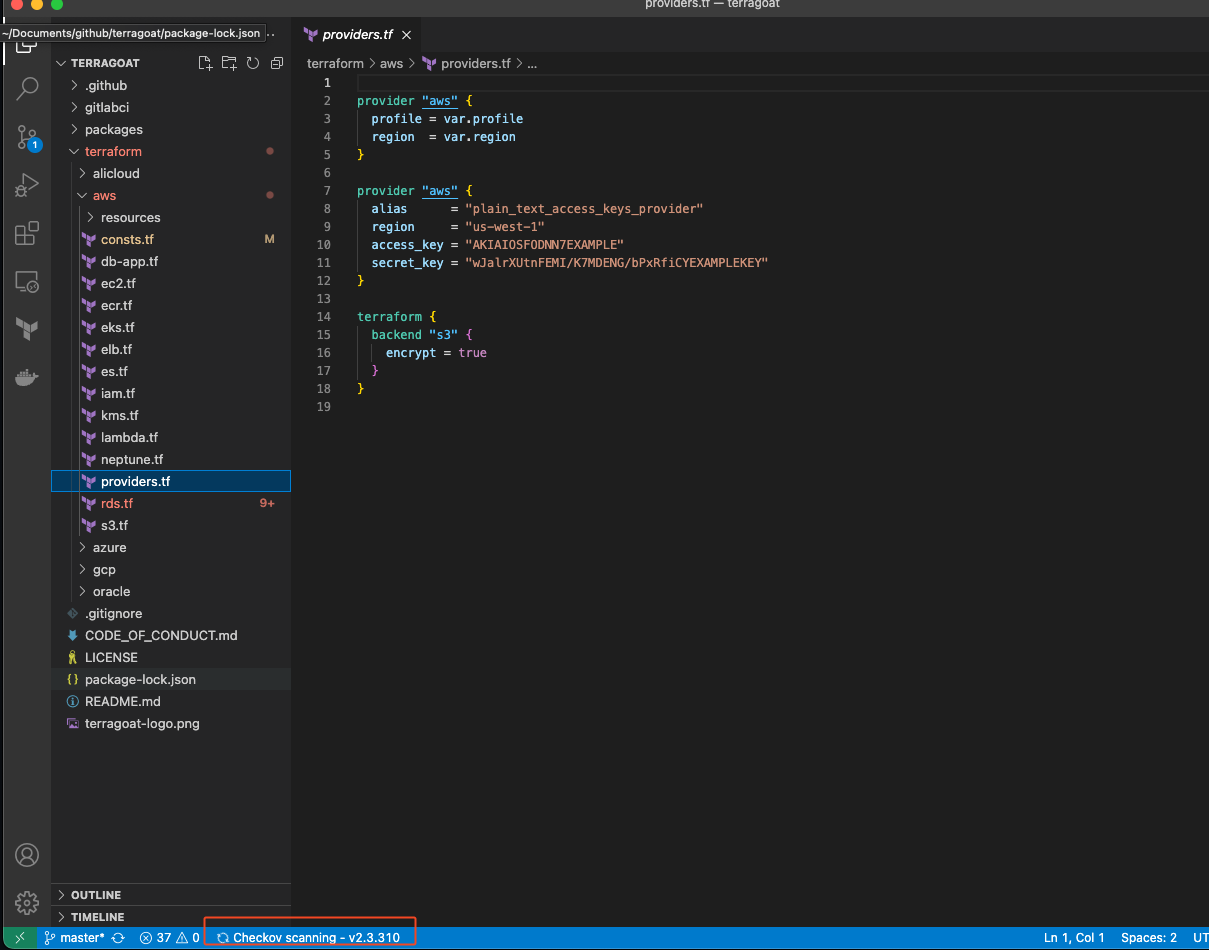 providers.tf — terragoat
~/Documents/github/terragoat/package-lock.json
providers.tf
TERRAGOAT
terraform > aws > providers.tf > ...
.github
gitlabci
packages
terraform
alicloud
aws
resources
consts.tf M
db-app.tf
ec2.tf
ecr.tf
eks.tf
elb.tf
es.tf
iam.tf
kms.tf
lambda.tf
neptune.tf
providers.tf
rds.tf 9+
s3.tf
azure
gcp
oracle
.gitignore
CODE_OF_CONDUCT.md
LICENSE
package-lock.json
README.md
terragoat-logo.png
OUTLINE
TIMELINE
1
1
2 provider "aws" {
3 profile = var.profile
4 region  = var.region
5 }
6
7 provider "aws" {
8 alias      = "plain_text_access_keys_provider"
9 region     = "us-west-1"
10 access_key = "AKIAIOSFODNN7EXAMPLE"
11 secret_key = "wJalrXUtnFEMI/K7MDENG/bPxRfiCYEXAMPLEKEY"
12 }
13
14 terraform {
15 backend "s3" {
16 encrypt = true
17 }
18 }
19
master* 37 0 Checkov scanning - v2.3.310 Ln 1, Col 1 Spaces: 2